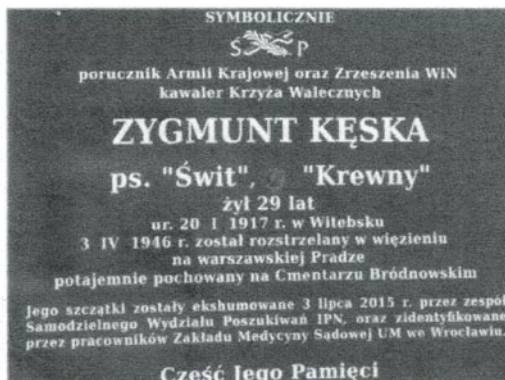 SYMBOLICZNIE
Ś P
porucznik Armii Krajowej oraz Zrzeszenia WiN
kawaler Krzyża Walecznych
ZYGMUNT KĘSKA
ps. "Świt", "Krewny"
żył 29 lat
ur. 20 I 1917 r. w Witebsku
3 IV 1946 r. został rozstrzelany w więzieniu
na warszawskiej Pradze
potajemnie pochowany na Cmentarzu Bródnowskim
Jego szczątki zostały ekshumowane 3 lipca 2015 r. przez zespół
Samodzielnego Wydziału Poszukiwań IPN, oraz zidentyfikowane
przez pracowników Zakładu Medycyny Sądowej UM we Wrocławiu.
Cześć Jego Pamięci